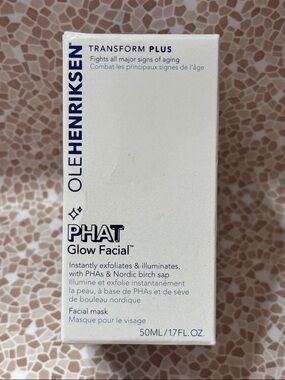 OLEHENRIKSEN®
TRANSFORM PLUS
Fights all major signs of aging
Combat les principaux signes de l'âge
PHAT
Glow Facial™
Instantly exfoliates & illuminates,
with PHAs & Nordic birch sap
Illumine et exfolie instantanément
la peau, à base de PHAs et de sève
de bouleau nordique
Facial mask
Masque pour le visage
50ML/1.7FL.OZ.